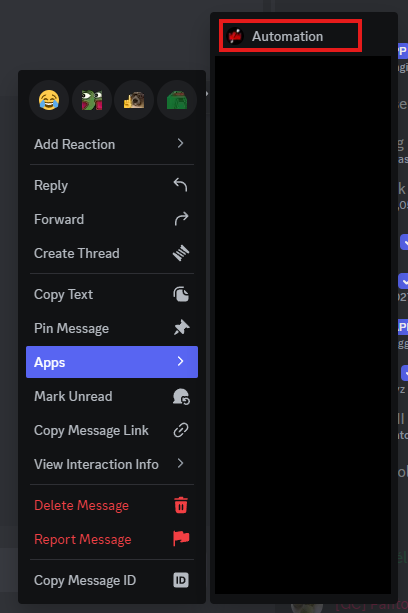 Automation
Add Reaction
Reply
Forward
Create Thread
Copy Text
Pin Message
Apps
Mark Unread
Copy Message Link
View Interaction Info
Delete Message
Report Message
Copy Message ID
ID